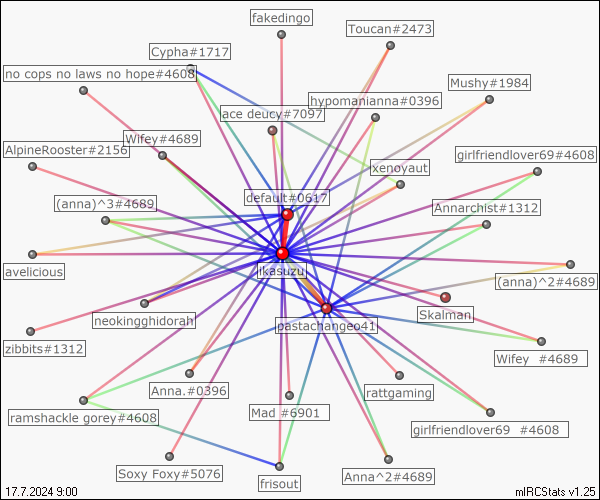 fakedingo
Toucan#2473
Cypha#1717
no cops no laws no hope#4608
Mushy#1984
hypomanianna#0396
ace deucy#7097
Wifey#4689
AlpineRooster#2156
girlfriendlover69#4608
xenoyaut
default#0617
(anna)^3#4689
Annarchist#1312
avelicious
jikasuzu
(anna)^2#4689
Skalman
neokingghidorah
pastachangeo41
zibbits#1312
Wifey #4689
Anna.#0396
rattgaming
Mad #6901
ramshackle gorey#4608
girlfriendlover69 #4608
Soxy Foxy#5076
frisout
Anna^2#4689
17.7.2024 9:00
mIRCStats v1.25